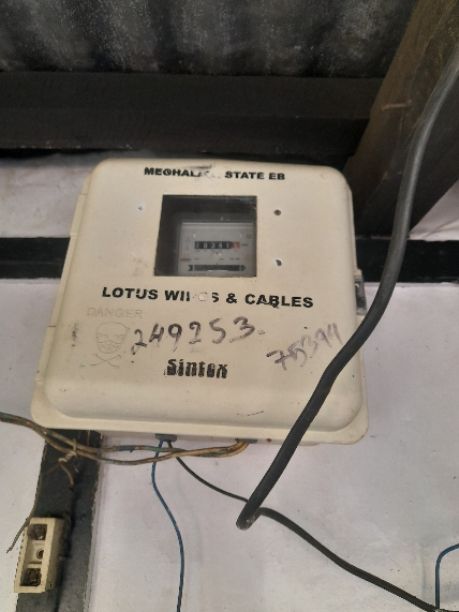 STATE EB
LOTUS & CABLES
DANGER
249253
75394
Sintex